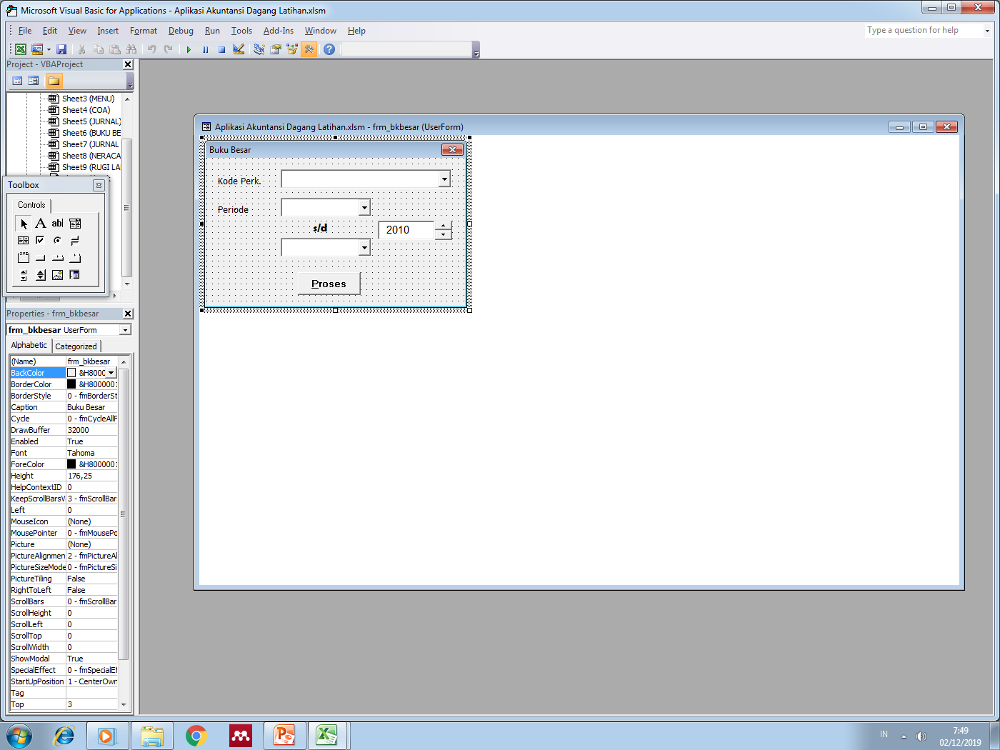 Microsoft Visual Basic for Applications - Aplikasi Akuntansi Dagang Latihan.xlsm
File Edit View Insert Format Debug Run Tools Add-Ins Window Help
Type a question for help
Project - VBAProject
Sheet3 (MENU)
Sheet4 (COA)
Sheet5 (JURNAL)
Sheet6 (BUKU BE
Sheet7 (JURNAL
Sheet8 (NERACA
Sheet9 (RUGI LA
Toolbox
Controls
A ab
xyz
Properties - frm_bkbesar
frm_bkbesar UserForm
Alphabetic Categorized
(Name) frm_bkbesar
BackColor &H800C
BorderColor &H8000001
BorderStyle 0 - fmBorderSt
Caption Buku Besar
Cycle 0 - fmCycleAllF
DrawBuffer 32000
Enabled True
Font Tahoma
ForeColor &H8000001
Height 176,25
HelpContextID 0
KeepScrollBarsV 3 - fmScrollBar
Left 0
MouseIcon (None)
MousePointer 0 - fmMousePo
Picture (None)
PictureAlignmen 2 - fmPictureAl
PictureSizeMode 0 - fmPictureSi
PictureTiling False
RightToLeft False
ScrollBars 0 - fmScrollBar
ScrollHeight 0
ScrollLeft 0
ScrollTop 0
ScrollWidth 0
ShowModal True
SpecialEffect 0 - fmSpecialEf
StartUpPosition 1 - CenterOwn
Tag
Top 3
Aplikasi Akuntansi Dagang Latihan.xlsm - frm_bkbesar (UserForm)
Buku Besar
Kode Perk.
Periode
s/d
2010
Proses
IN
7:49
02/12/2019